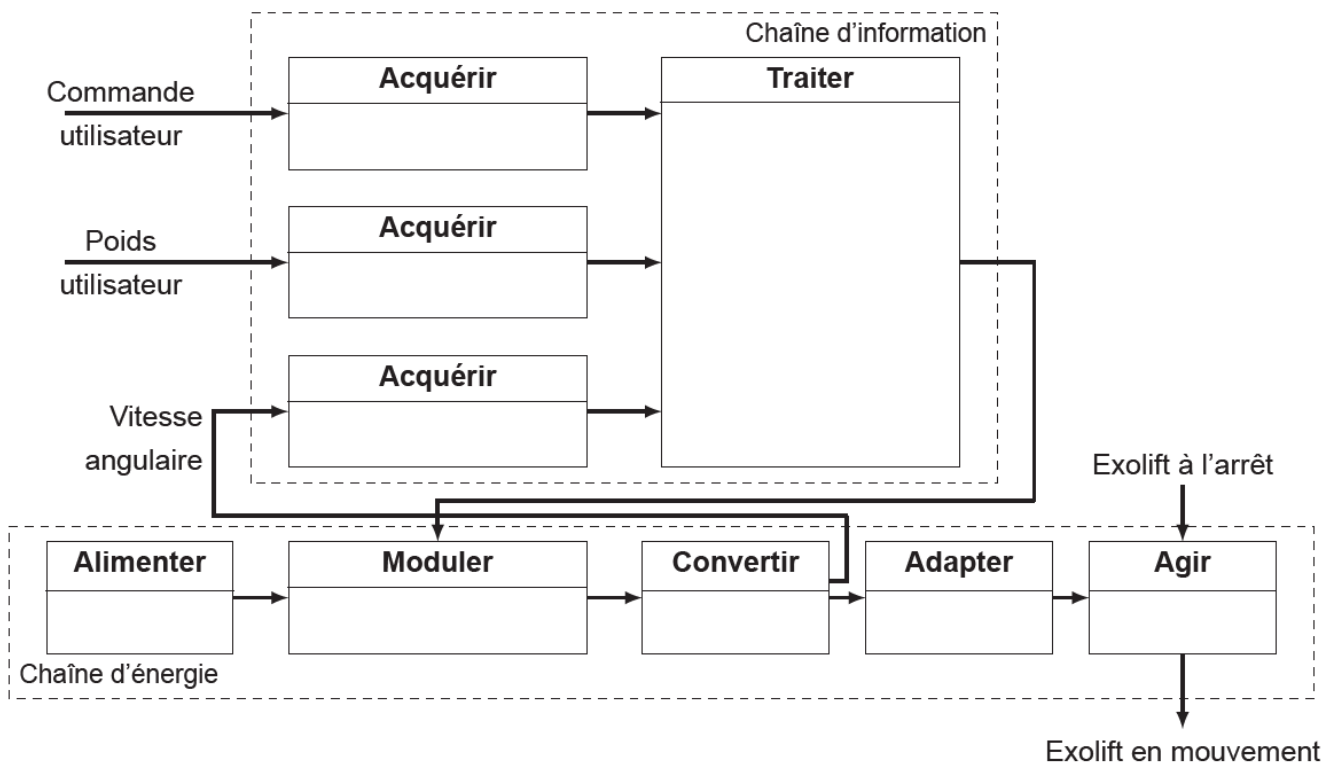 Chaîne d'information
Acquérir
Traiter
Commande
utilisateur
Acquérir
Poids
utilisateur
Acquérir
Vitesse
angulaire
Exolift à l'arrêt
Alimenter
Moduler
Convertir
Adapter
Agir
Chaîne d'énergie
Exolift en mouvement